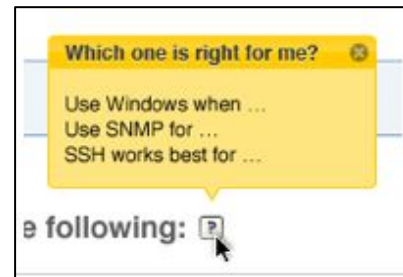 Which one is right for me?
Use Windows when ...
Use SNMP for ...
SSH works best for ...
e following: ?